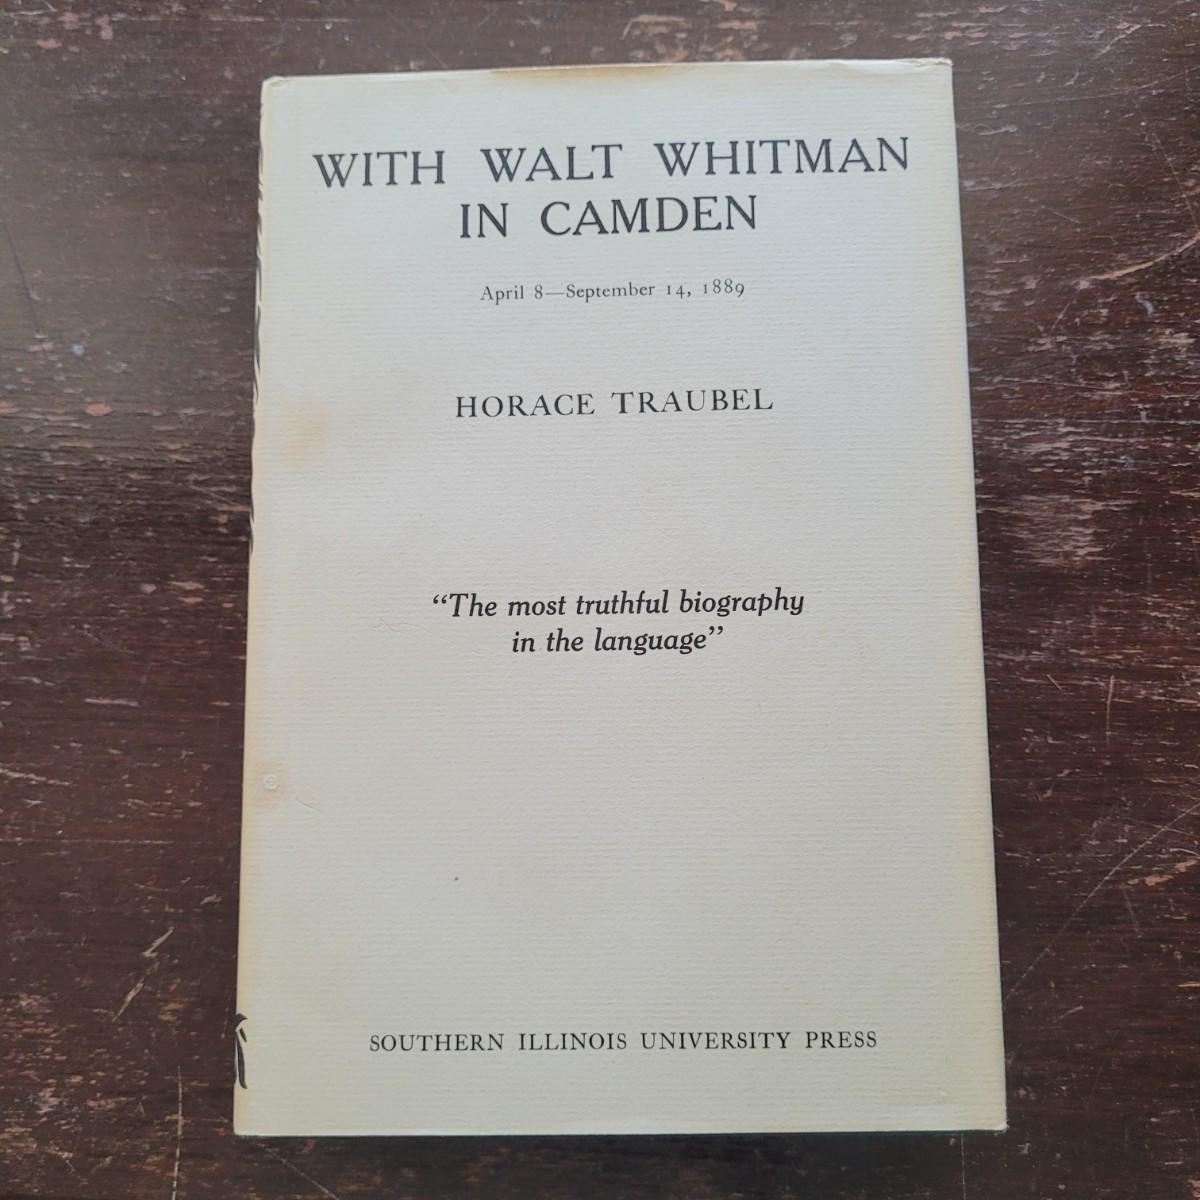 WITH WALT WHITMAN
IN CAMDEN
April 8—September 14, 1889
HORACE TRAUBEL
“The most truthful biography
in the language”
SOUTHERN ILLINOIS UNIVERSITY PRESS